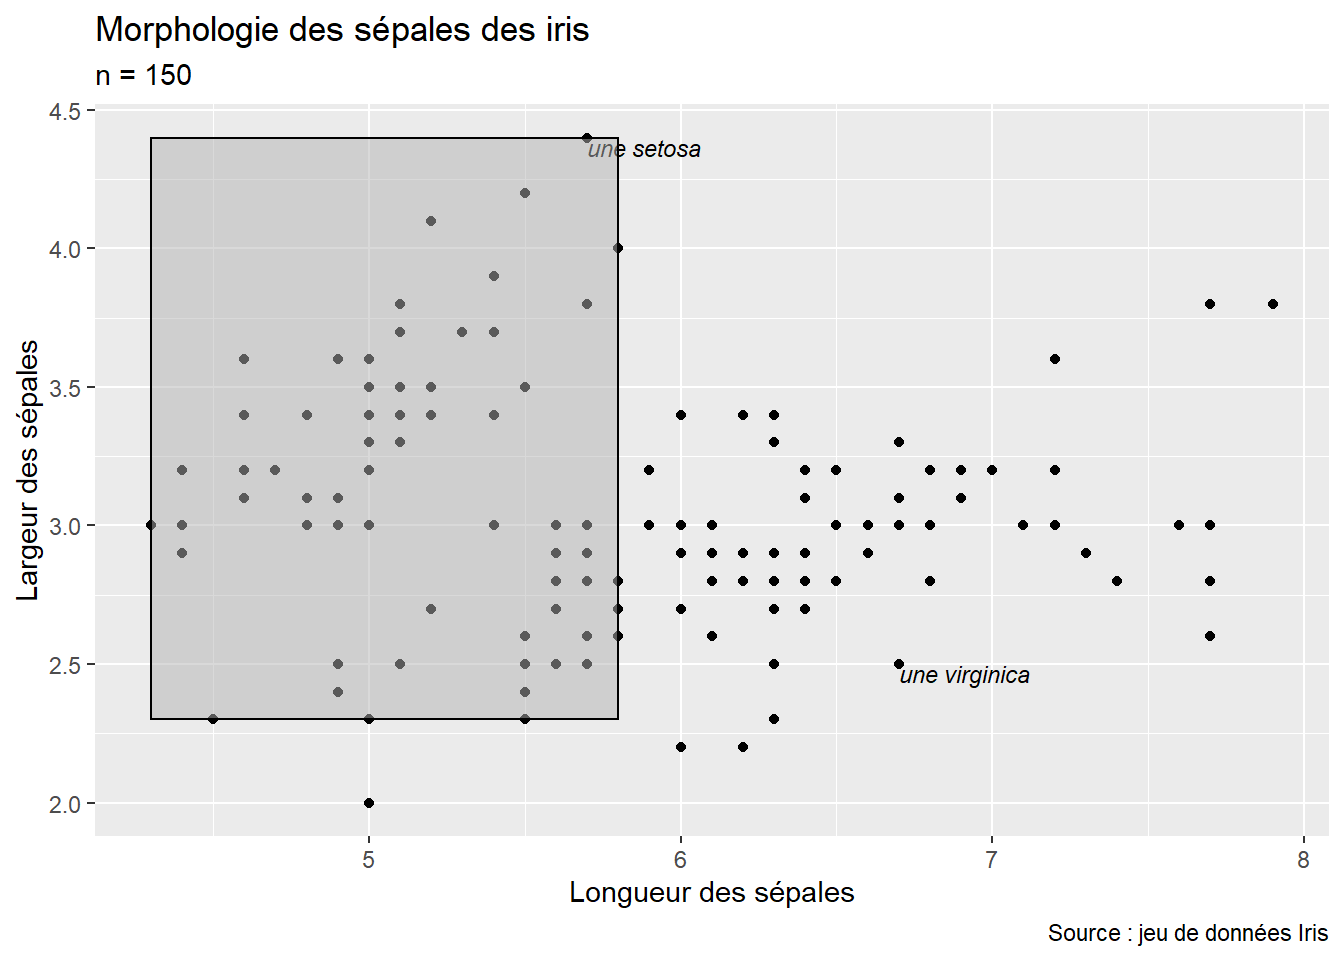 Morphologie des sépales des iris
n = 150
4.5
une setosa
4.0
3.5
Largeur des sépales
3.0
2.5
une virginica
2.0
5 6 7 8
Longueur des sépales
Source : jeu de données Iris